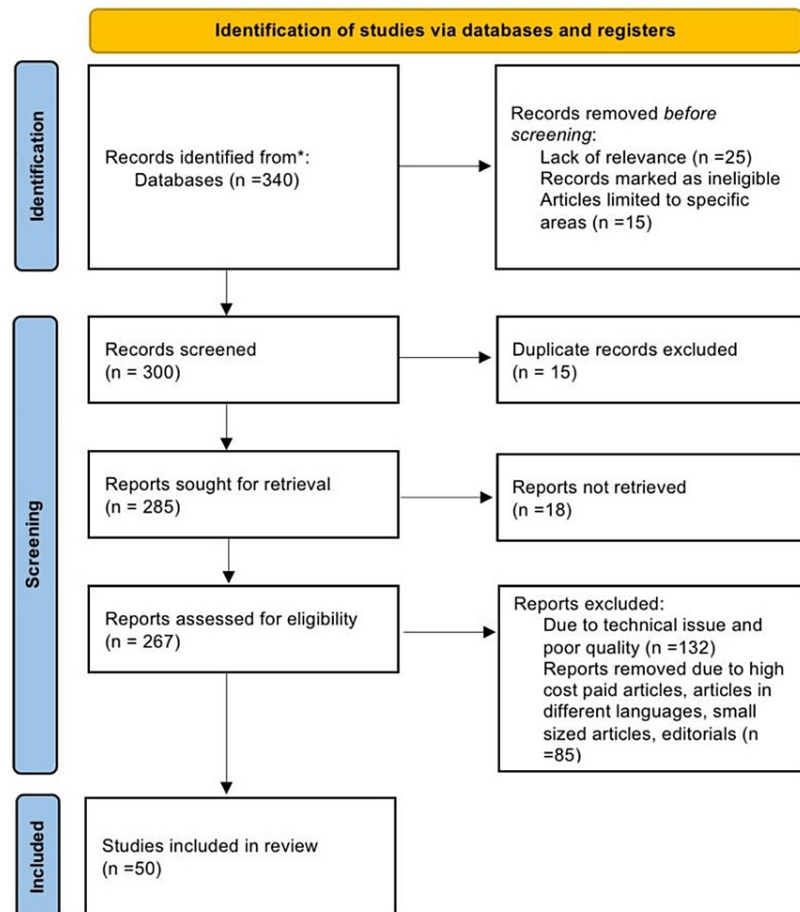 Identification of studies via databases and registers
Identification
Records identified from*:
Databases (n =340)
Records removed before
screening:
Lack of relevance (n =25)
Records marked as ineligible
Articles limited to specific
areas (n =15)
Screening
Records screened
(n = 300)
Duplicate records excluded
(n = 15)
Reports sought for retrieval
(n = 285)
Reports not retrieved
(n =18)
Reports assessed for eligibility
(n = 267)
Reports excluded:
Due to technical issue and
poor quality (n =132)
Reports removed due to high
cost paid articles, articles in
different languages, small
sized articles, editorials (n
=85)
Included
Studies included in review
(n =50)